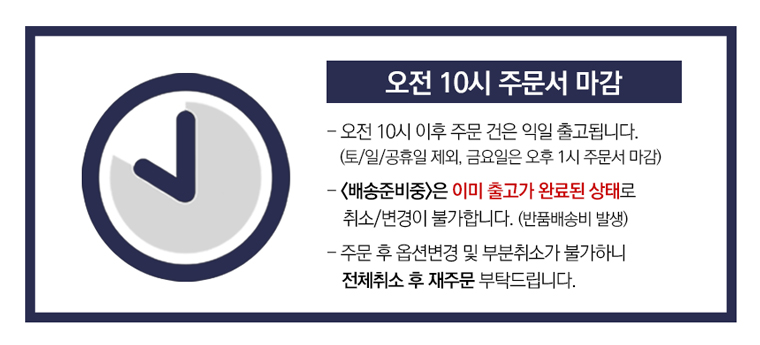 오전 10시 주문서 마감
- 오전 10시 이후 주문 건은 익일 출고됩니다.
(토/일/공휴일 제외, 금요일은 오후 1시 주문서 마감)
- <배송준비중>은 이미 출고가 완료된 상태로
취소/변경이 불가합니다. (반품배송비 발생)
- 주문 후 옵션변경 및 부분취소가 불가하니
전체취소 후 재주문 부탁드립니다.